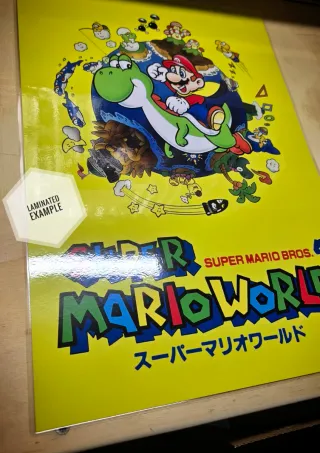 LAMINATED
EXAMPLE
SUPER
SUPER MARIO BROS. 4
MARIO WORLD
スーパーマリオワールド